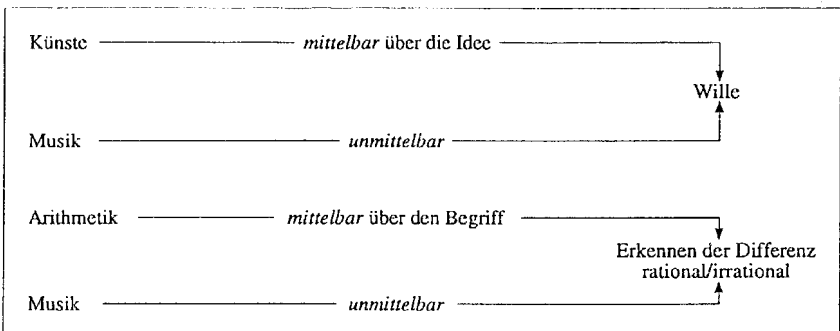 Künste mittelbar über die Idee
Wille
Musik unmittelbar
Arithmetik mittelbar über den Begriff
Erkennen der Differenz
rational/irrational
Musik unmittelbar